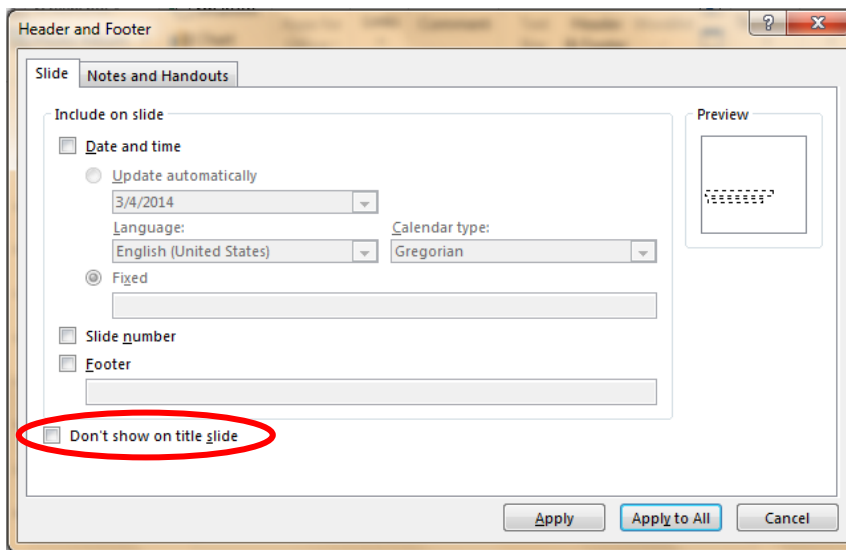 Header and Footer
Slide
Notes and Handouts
Include on slide
Preview
Date and time
Update automatically
3/4/2014
Language:
Calendar type:
English (United States)
Gregorian
Fixed
Slide number
Footer
Don't show on title slide
Apply
Apply to All
Cancel